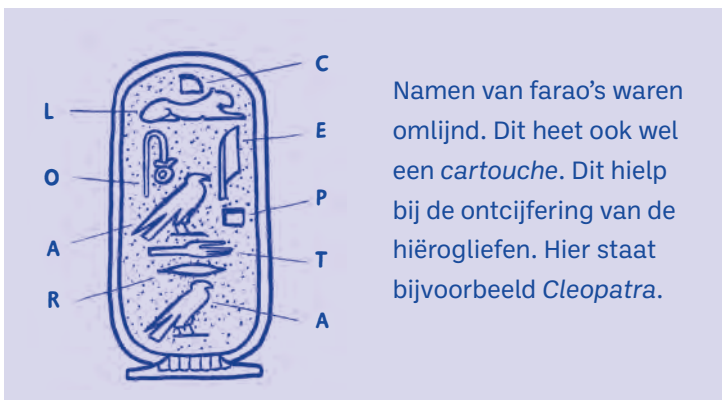 C
L
E
O
P
A
T
R
A
Namen van farao's waren
omlijnd. Dit heet ook wel
een cartouche. Dit hielp
bij de ontcijfering van de
hiërogliefen. Hier staat
bijvoorbeeld Cleopatra.